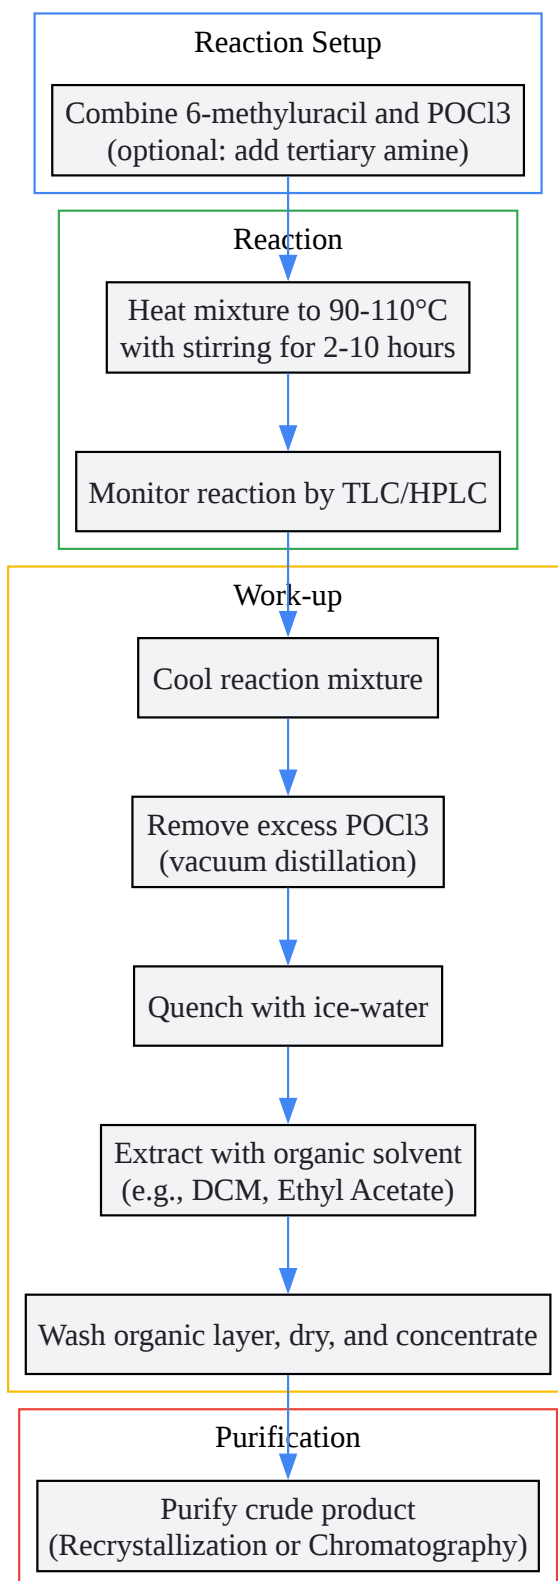 Reaction Setup
Combine 6-methyluracil and POCl3
(optional: add tertiary amine)
Reaction
Heat mixture to 90-110°C
with stirring for 2-10 hours
Monitor reaction by TLC/HPLC
Work-up
Cool reaction mixture
Remove excess POCl3
(vacuum distillation)
Quench with ice-water
Extract with organic solvent
(e.g., DCM, Ethyl Acetate)
Wash organic layer, dry, and concentrate
Purification
Purify crude product
(Recrystallization or Chromatography)